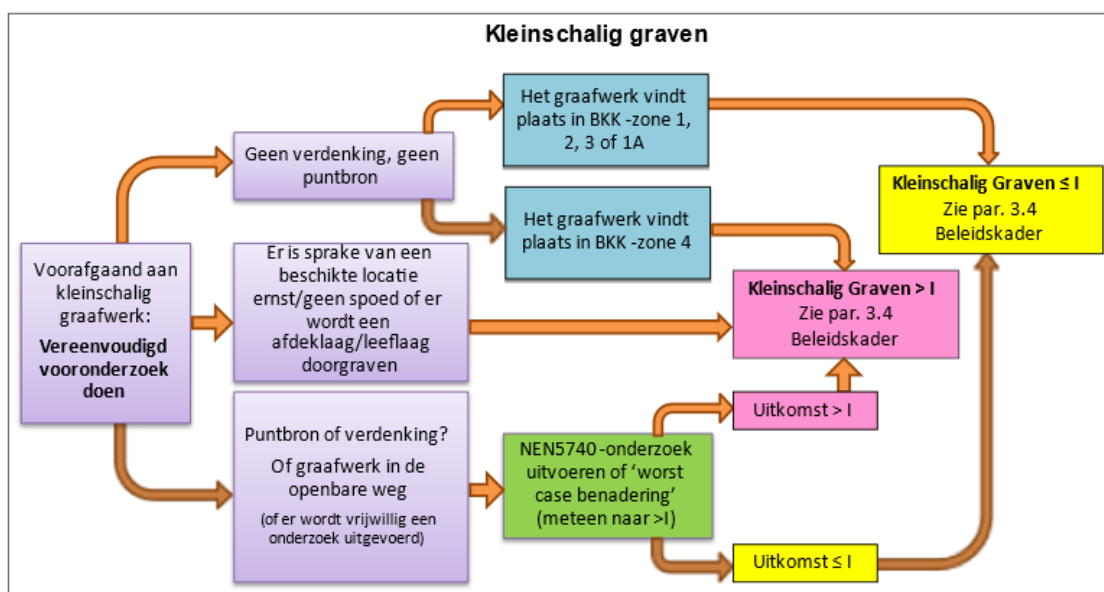 Kleinschalig graven
Voorafgaand aan
kleinschalig
graafwerk:
Vereenvoudigd
vooronderzoek
doen
Geen verdenking, geen
puntbron
Het graafwerk vindt
plaats in BKK -zone 1,
2, 3 of 1A
Het graafwerk vindt
plaats in BKK -zone 4
Kleinschalig Graven ≤ I
Zie par. 3.4
Beleidskader
Er is sprake van een
beschikte locatie
ernst/geen spoed of er
wordt een
afdeklaag/leeflaag
doorgraven
Kleinschalig Graven > I
Zie par. 3.4
Beleidskader
Puntbron of verdenking?
Of graafwerk in de
openbare weg
(of er wordt vrijwillig een
onderzoek uitgevoerd)
NEN5740 -onderzoek
uitvoeren of ‘worst
case benadering’
(meteen naar >I)
Uitkomst > I
Uitkomst ≤ I